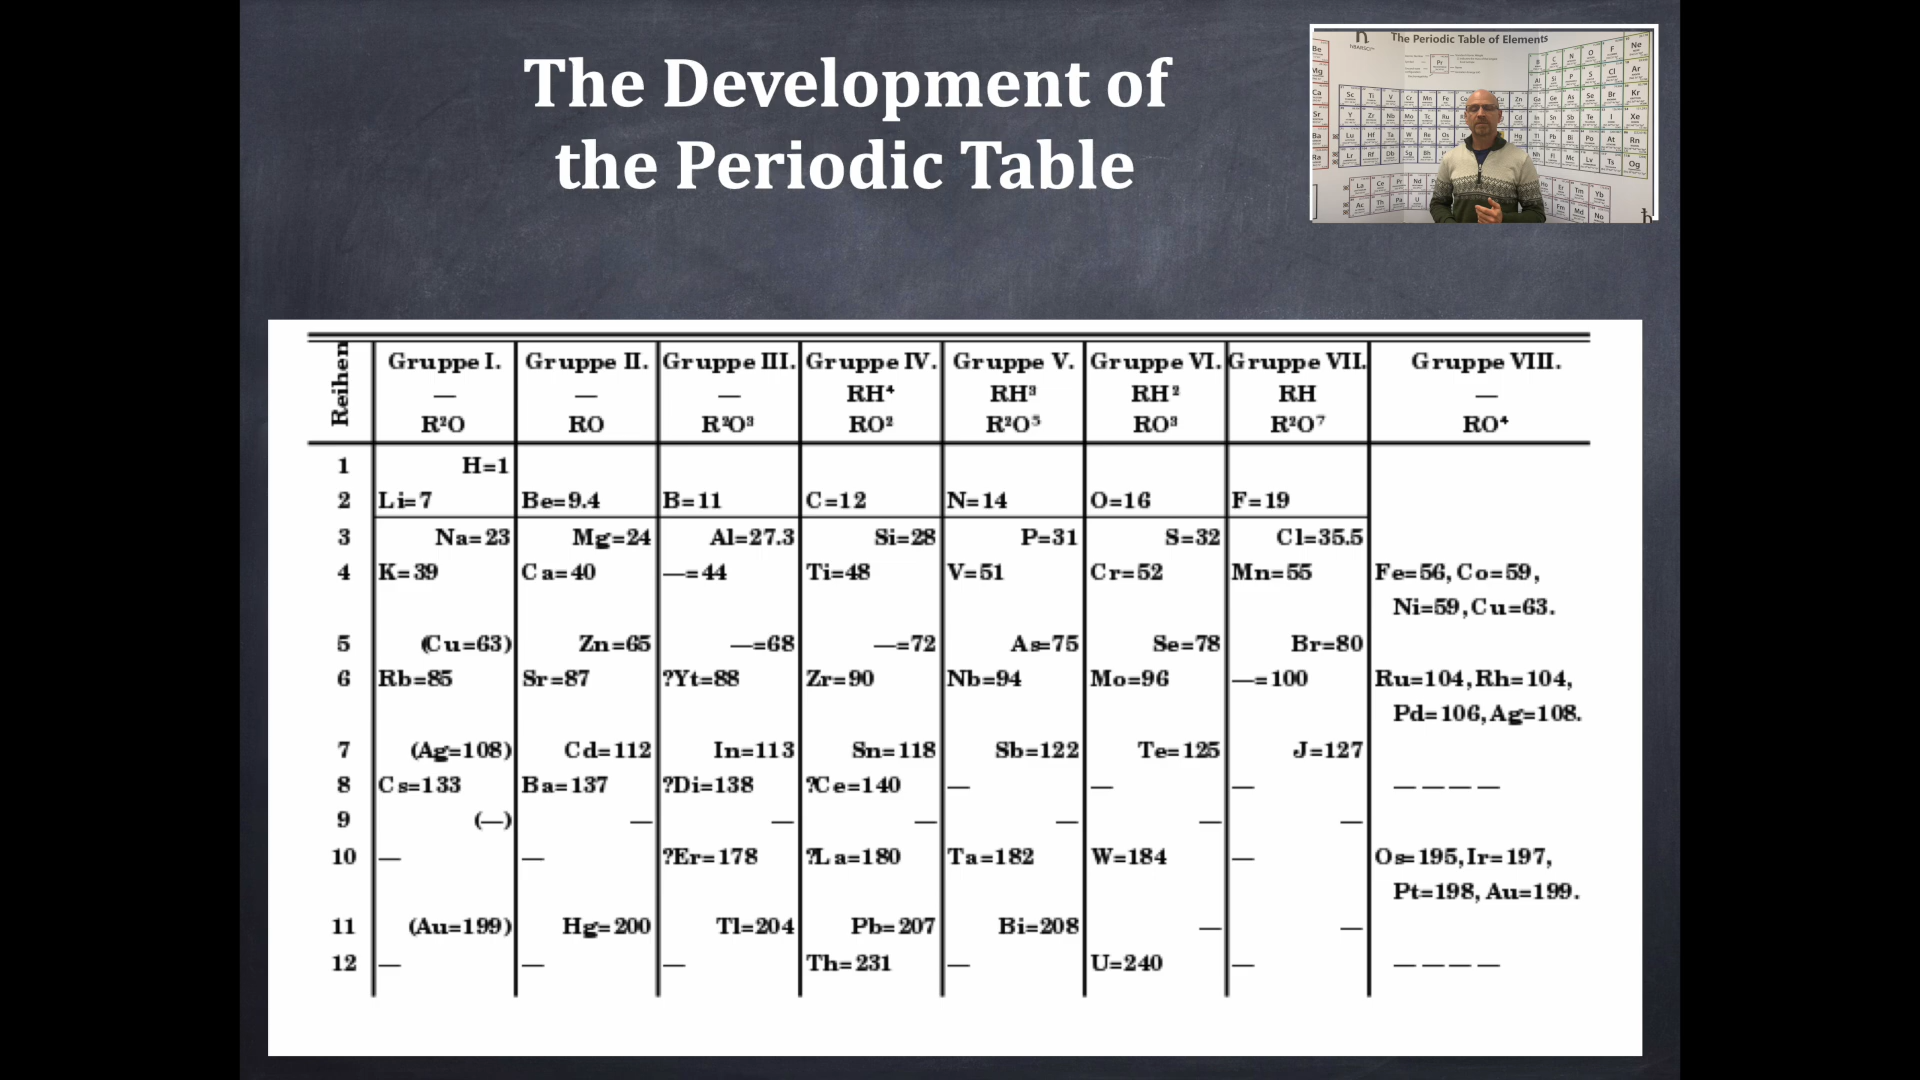 The Development of
the Periodic Table
The Periodic Table of Elements
Reihen
Gruppe I. Gruppe II. Gruppe III. Gruppe IV. Gruppe V. Gruppe VI. Gruppe VII. Gruppe VIII.
— — — RH⁴ RH³ RH² RH —
R²O RO R²O³ RO² R²O⁵ RO³ R²O⁷ RO⁴
1 H=1
2 Li=7 Be=9.4 B=11 C=12 N=14 O=16 F=19
3 Na=23 Mg=24 Al=27.3 Si=28 P=31 S=32 Cl=35.5
4 K=39 Ca=40 —=44 Ti=48 V=51 Cr=52 Mn=55 Fe=56, Co=59,
Ni=59, Cu=63.
5 (Cu=63) Zn=65 —=68 —=72 As=75 Se=78 Br=80
6 Rb=85 Sr=87 ?Yt=88 Zr=90 Nb=94 Mo=96 —=100 Ru=104, Rh=104,
Pd=106, Ag=108.
7 (Ag=108) Cd=112 In=113 Sn=118 Sb=122 Te=125 J=127
8 Cs=133 Ba=137 ?Di=138 ?Ce=140 — — — — — — —
9 (—) — — — — — —
10 — — ?Er=178 ?La=180 Ta=182 W=184 — Os=195, Ir=197,
Pt=198, Au=199.
11 (Au=199) Hg=200 Tl=204 Pb=207 Bi=208 — —
12 — — — Th=231 — U=240 — — — — —